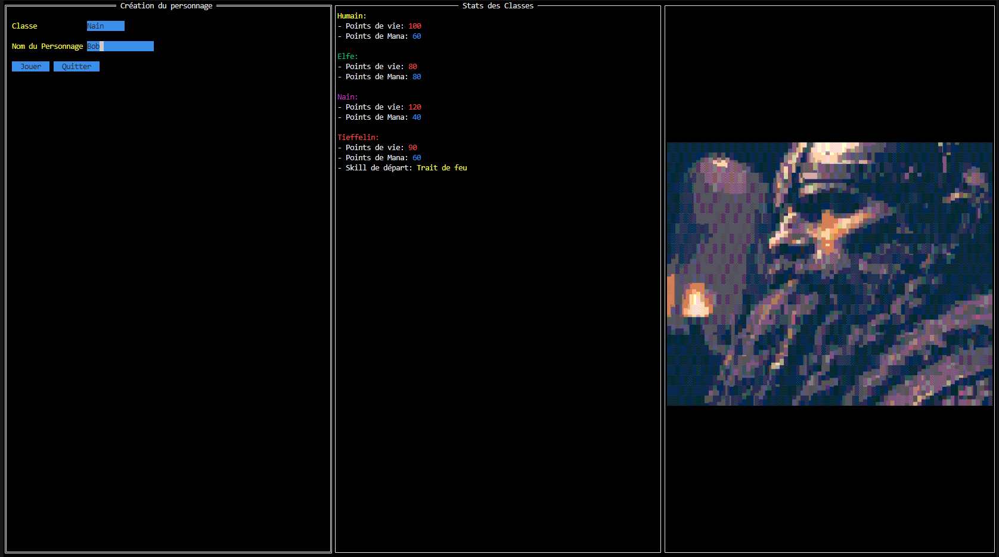 Création du personnage
Classe Nain
Nom du Personnage Bob
Jouer Quitter
Stats des Classes
Humain:
- Points de vie: 100
- Points de Mana: 60
Elfe:
- Points de vie: 80
- Points de Mana: 80
Nain:
- Points de vie: 120
- Points de Mana: 40
Tieffelin:
- Points de vie: 90
- Points de Mana: 60
- Skill de départ: Trait de feu